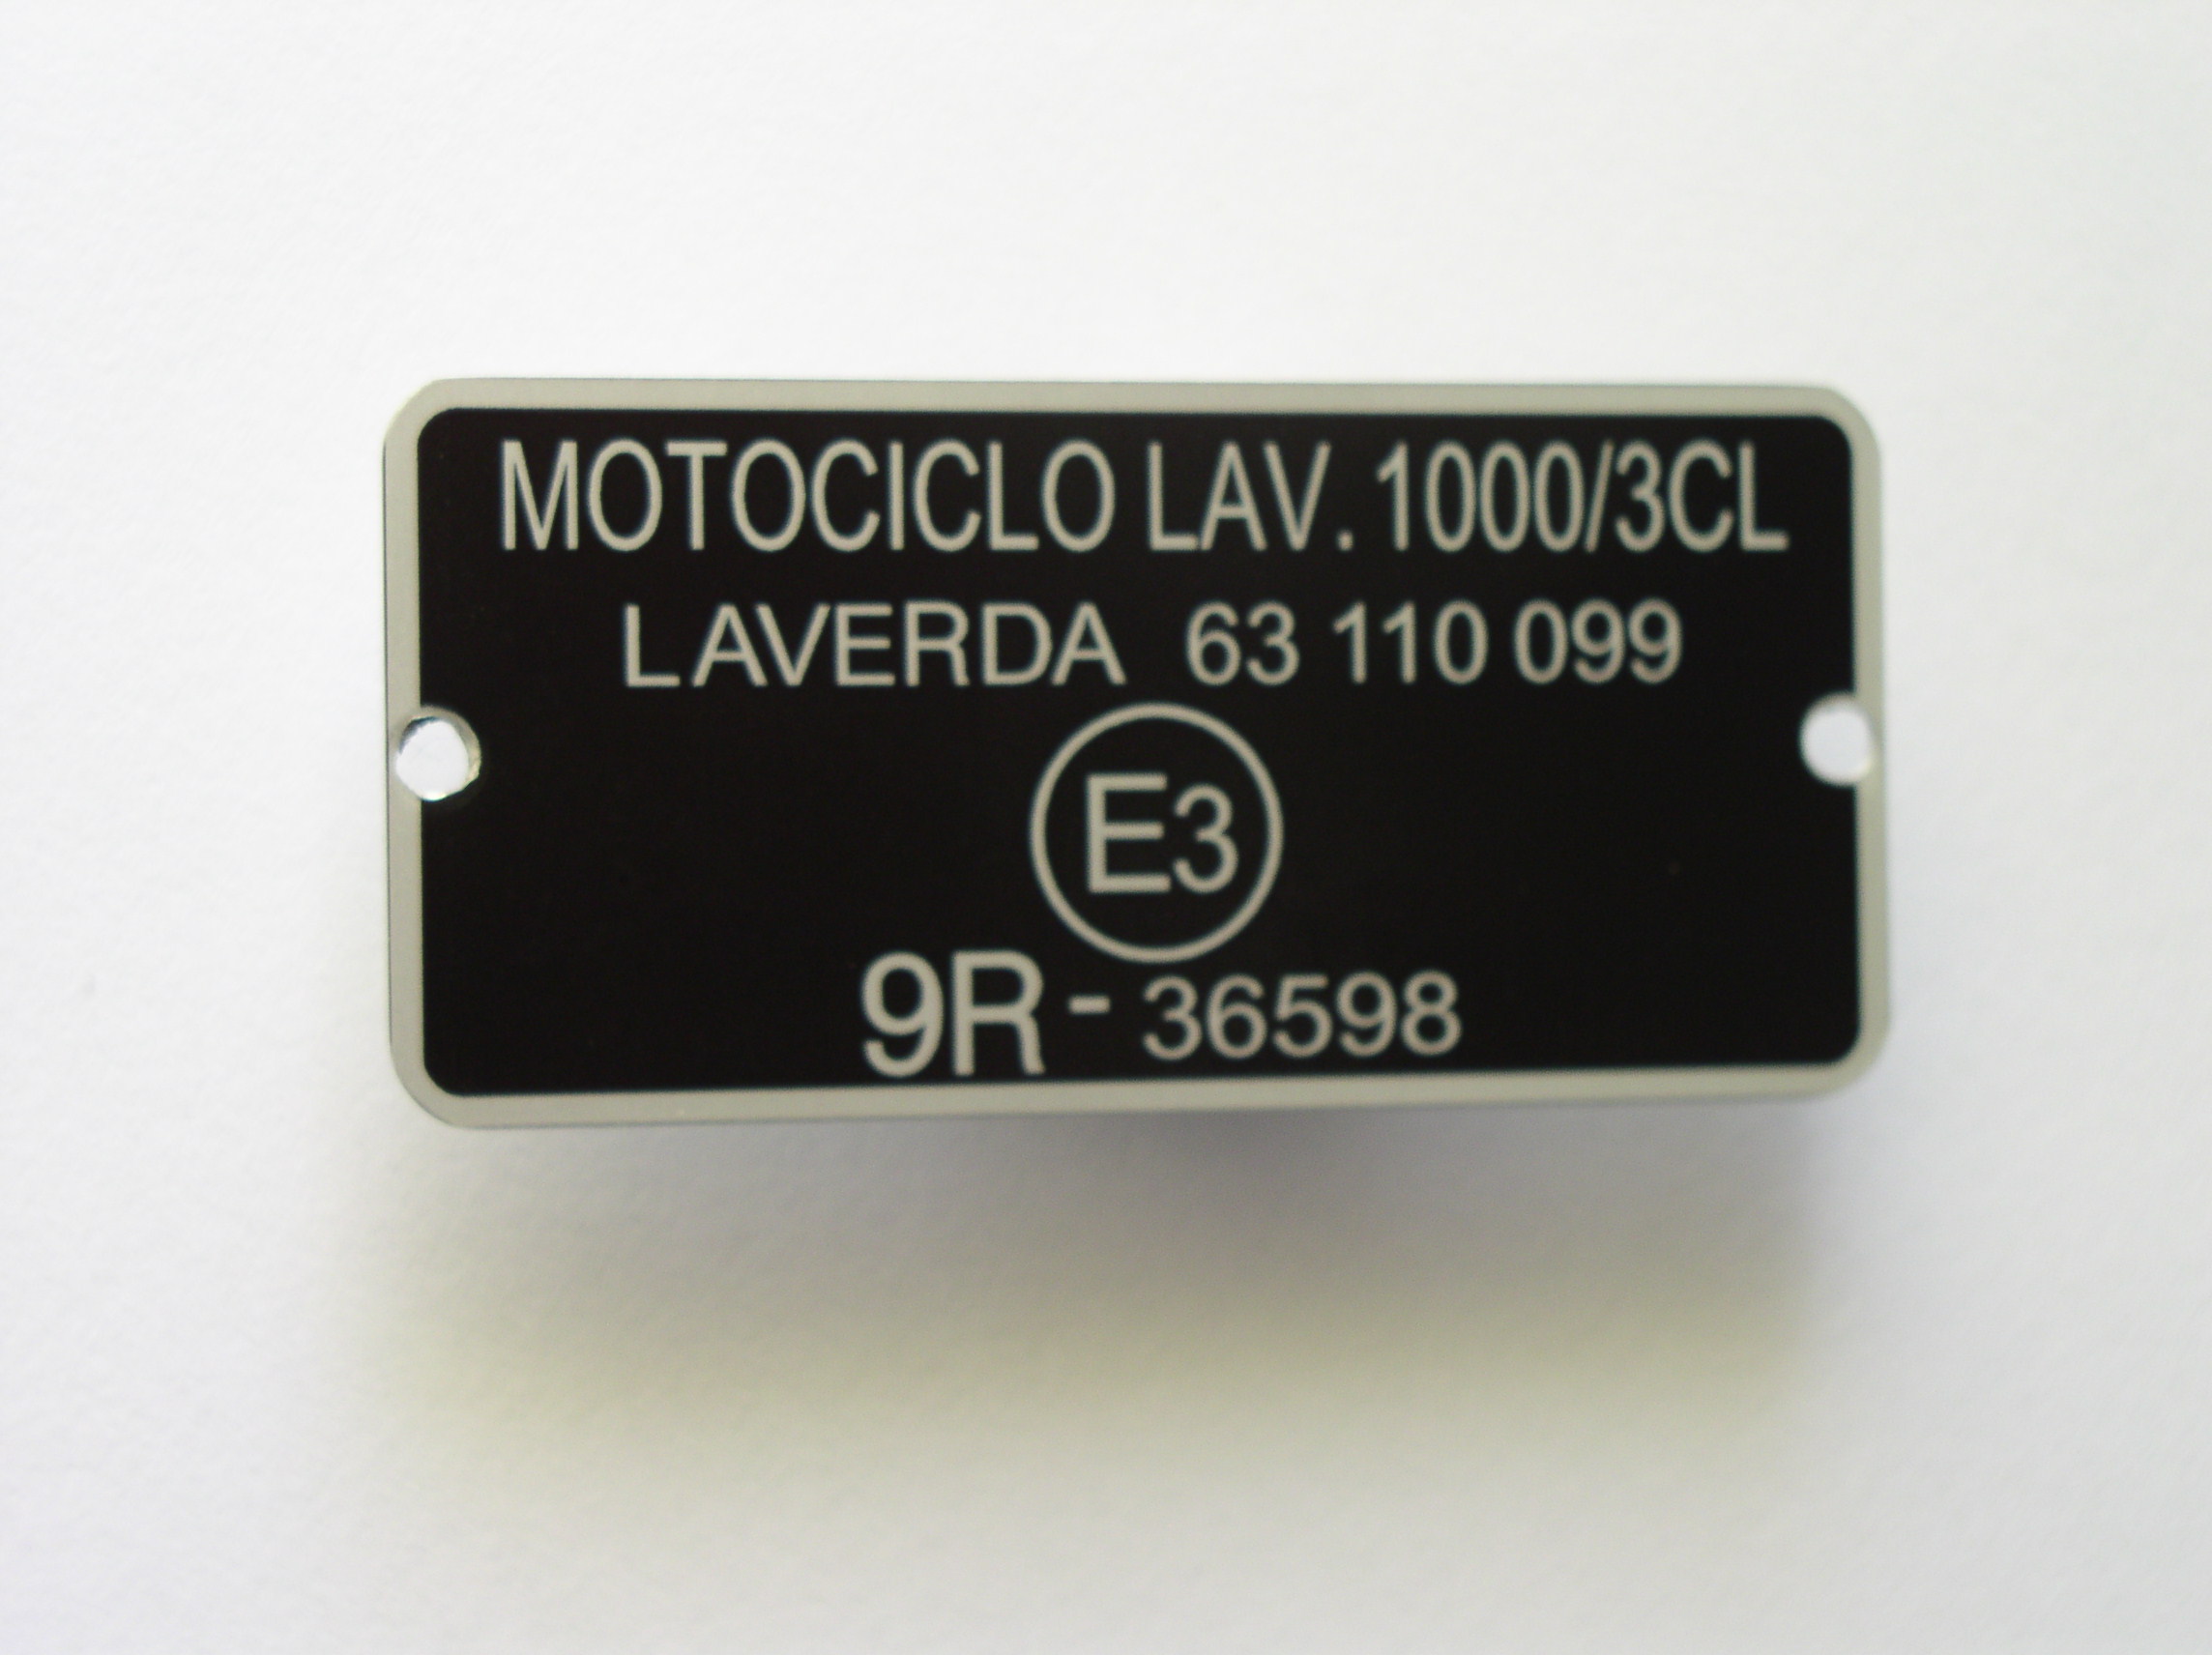 MOTOCICLO LAV. 1000/3CL
LAVERDA 63 110 099
E3
9R - 36598